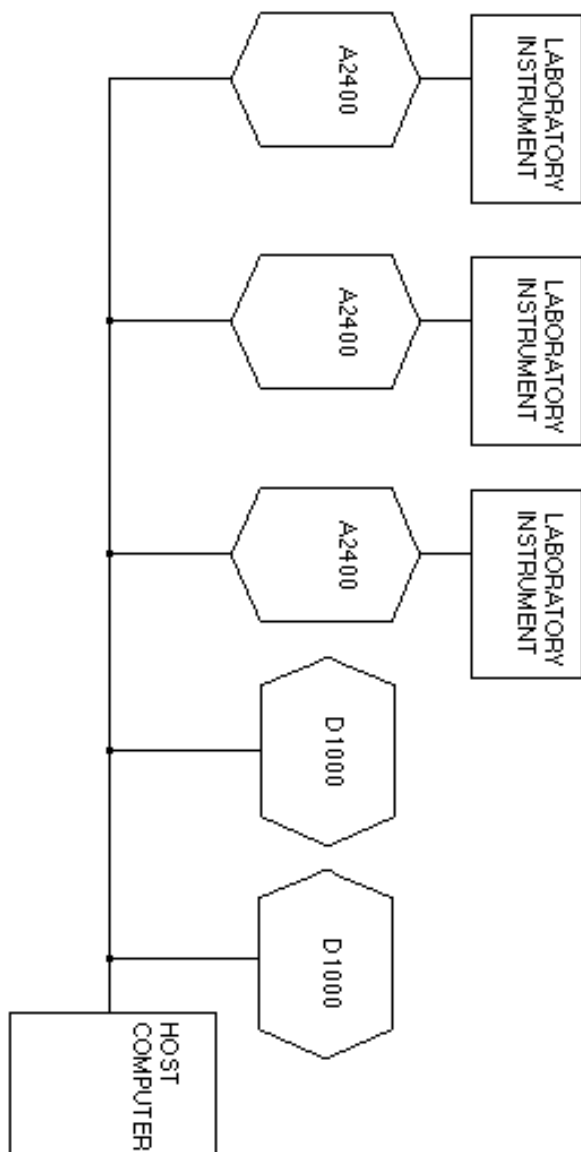 LABORATORY
INSTRUMENT
A2400
LABORATORY
INSTRUMENT
A2400
LABORATORY
INSTRUMENT
A2400
D1000
D1000
HOST
COMPUTER